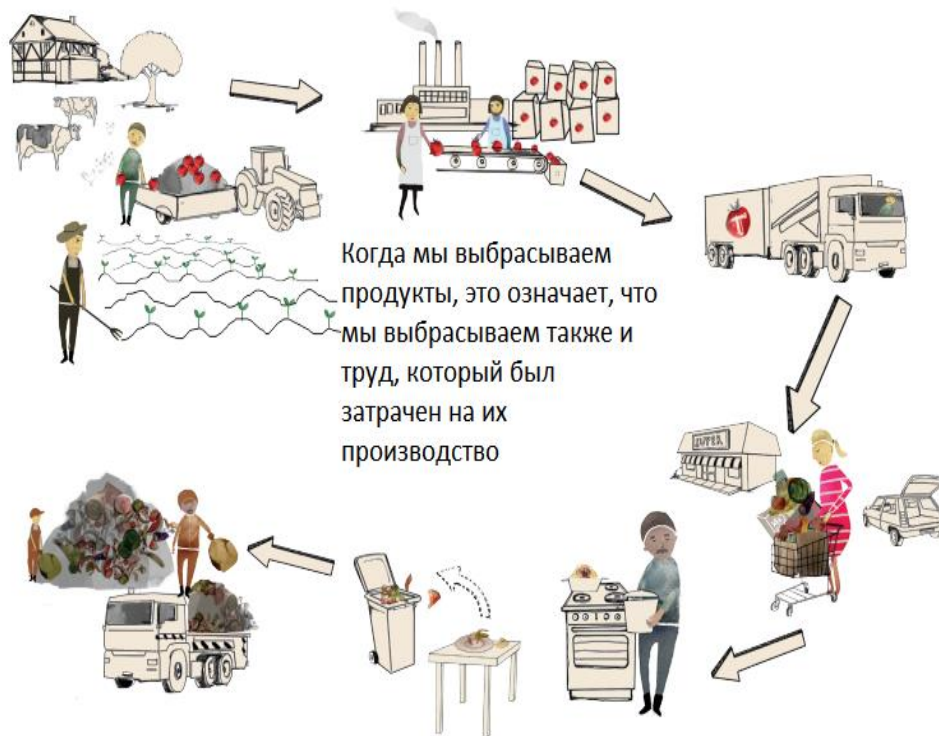 Когда мы выбрасываем
продукты, это означает, что
мы выбрасываем также и
труд, который был
затрачен на их
производство
T
SUPER